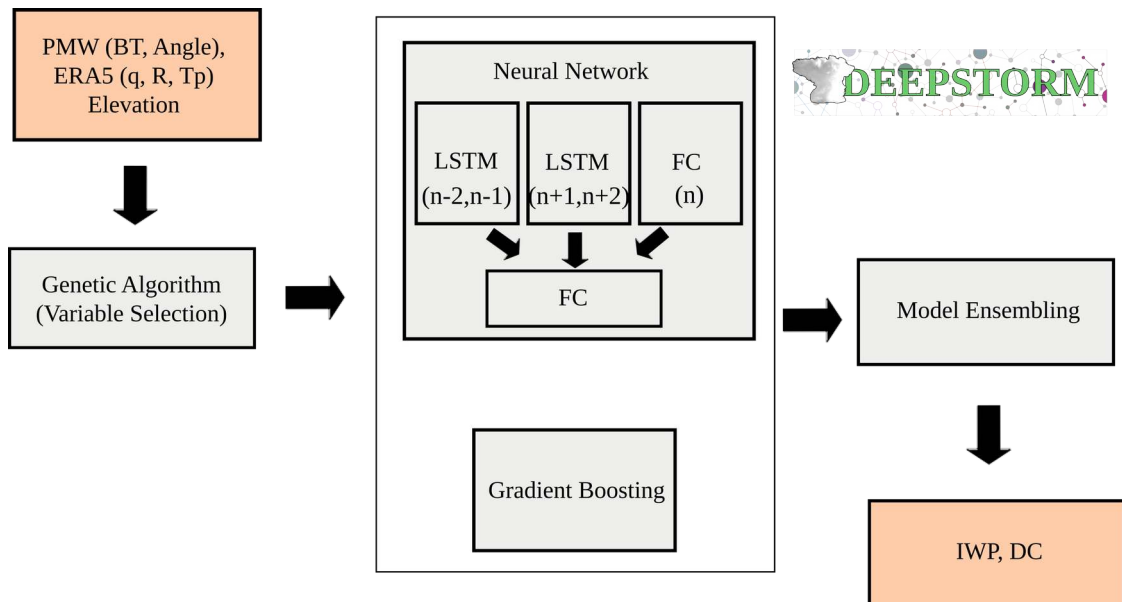 PMW (BT, Angle),
ERA5 (q, R, Tp)
Elevation
Genetic Algorithm
(Variable Selection)
Neural Network
LSTM
(n-2,n-1)
LSTM
(n+1,n+2)
FC
(n)
FC
Gradient Boosting
DEEPSTORM
Model Ensembling
IWP, DC